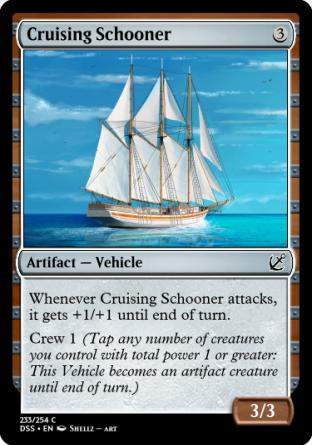 Cruising Schooner 3
Artifact — Vehicle
Whenever Cruising Schooner attacks,
it gets +1/+1 until end of turn.
Crew 1 (Tap any number of creatures
you control with total power 1 or greater:
This Vehicle becomes an artifact creature
until end of turn.)
3/3
233/254 C
DSS • EN Shellz — ART